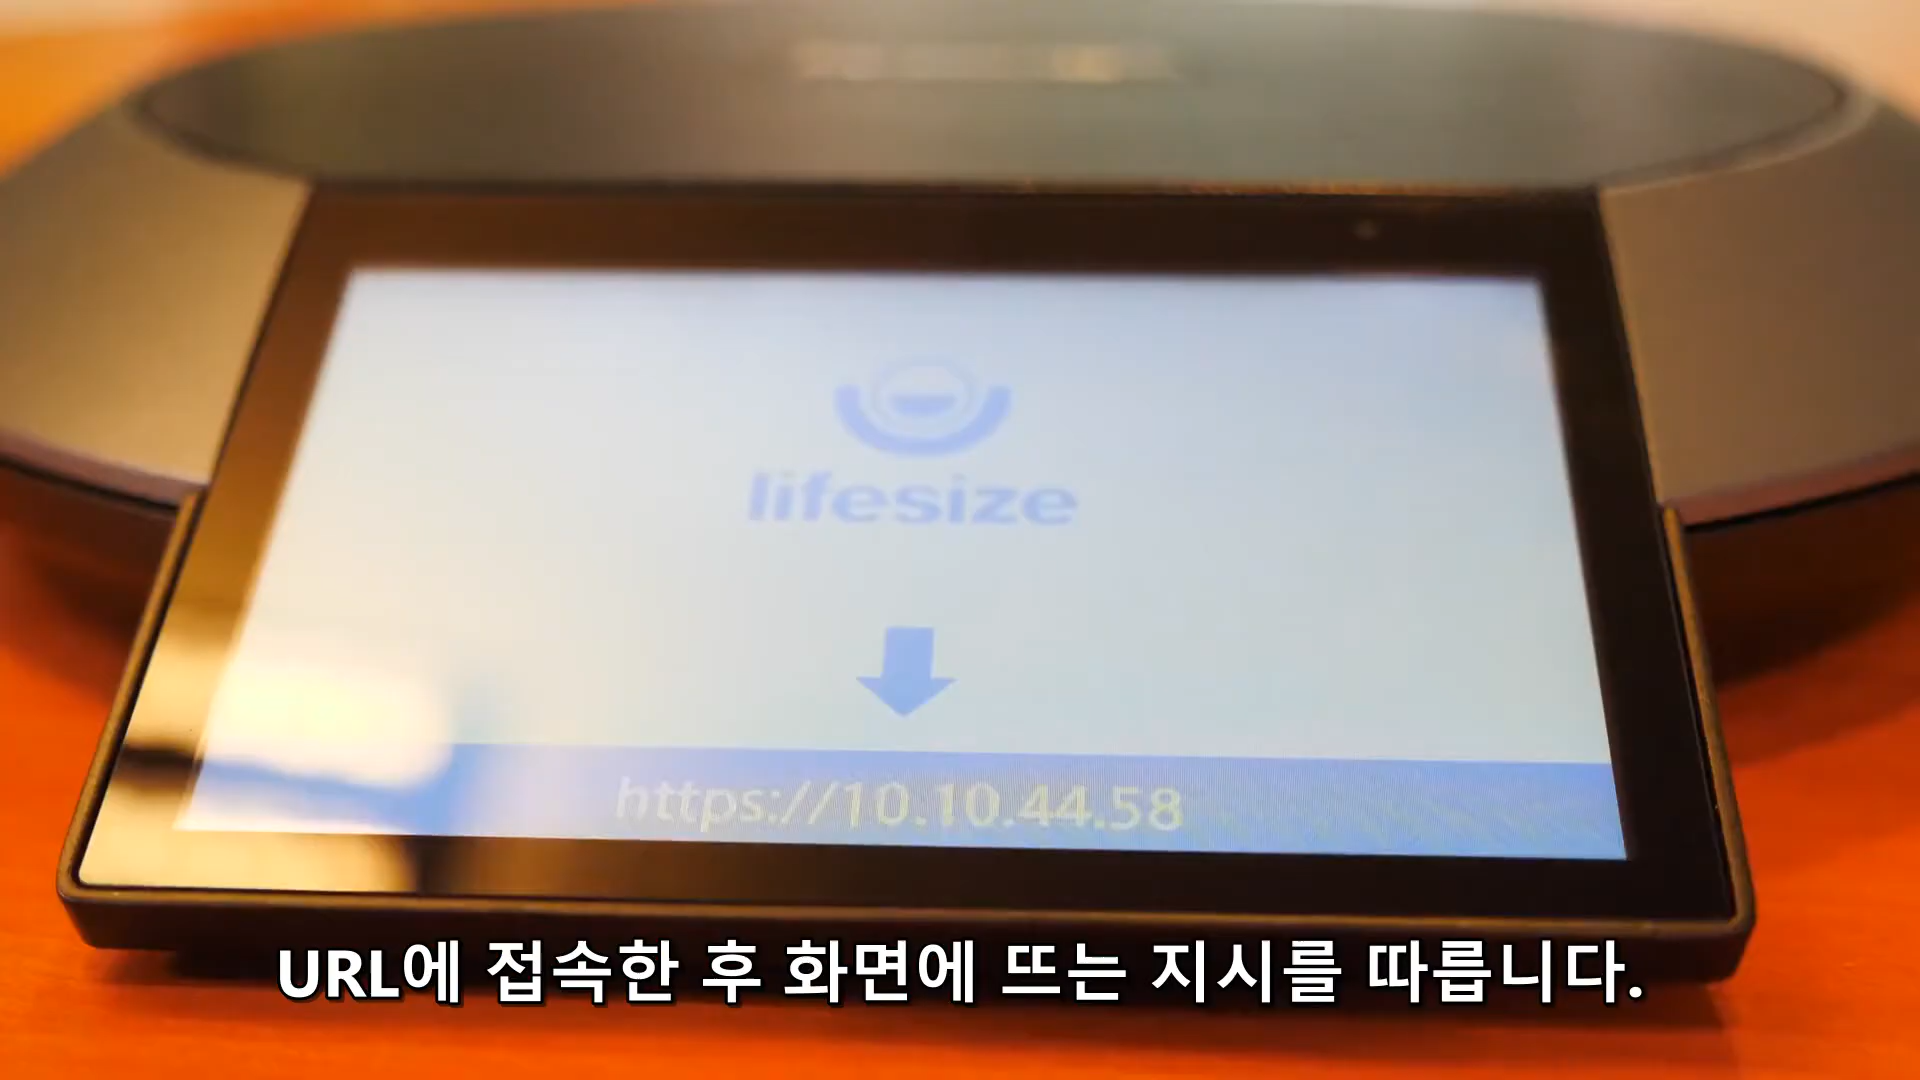 lifesize
https://10.10.44.58
URL에 접속한 후 화면에 뜨는 지시를 따릅니다.